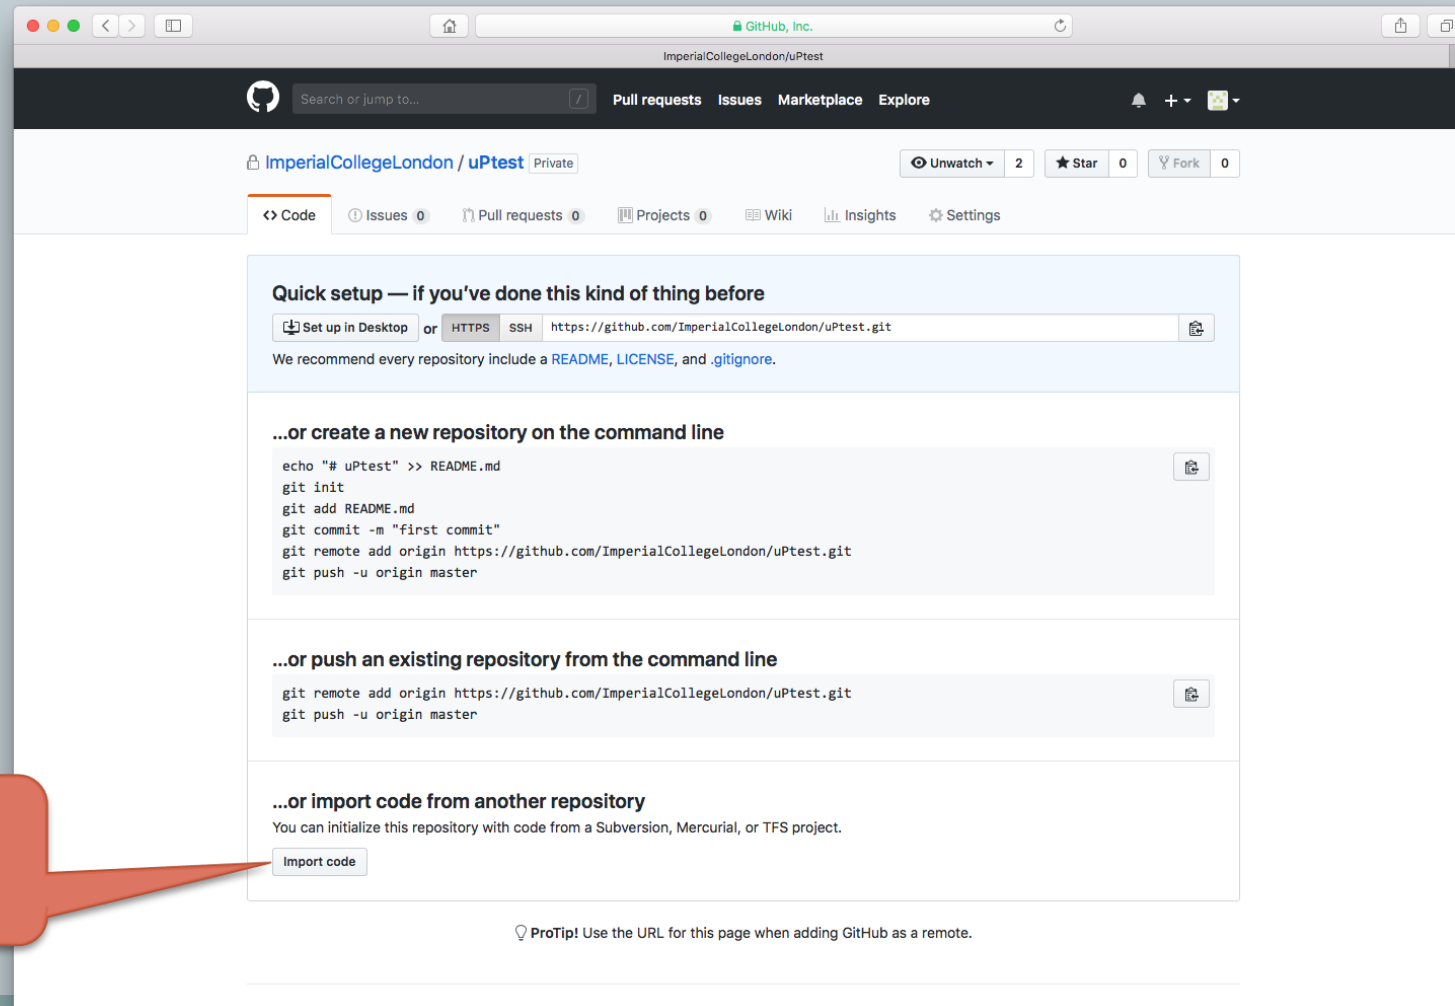 GitHub, Inc.
ImperialCollegeLondon/uPtest
Search or jump to... / Pull requests Issues Marketplace Explore
ImperialCollegeLondon / uPtest Private Unwatch 2 Star 0 Fork 0
<> Code Issues 0 Pull requests 0 Projects 0 Wiki Insights Settings
Quick setup — if you've done this kind of thing before
Set up in Desktop or HTTPS SSH https://github.com/ImperialCollegeLondon/uPtest.git
We recommend every repository include a README, LICENSE, and .gitignore.
...or create a new repository on the command line
echo "# uPtest" >> README.md
git init
git add README.md
git commit -m "first commit"
git remote add origin https://github.com/ImperialCollegeLondon/uPtest.git
git push -u origin master
...or push an existing repository from the command line
git remote add origin https://github.com/ImperialCollegeLondon/uPtest.git
git push -u origin master
...or import code from another repository
You can initialize this repository with code from a Subversion, Mercurial, or TFS project.
Import code
ProTip! Use the URL for this page when adding GitHub as a remote.